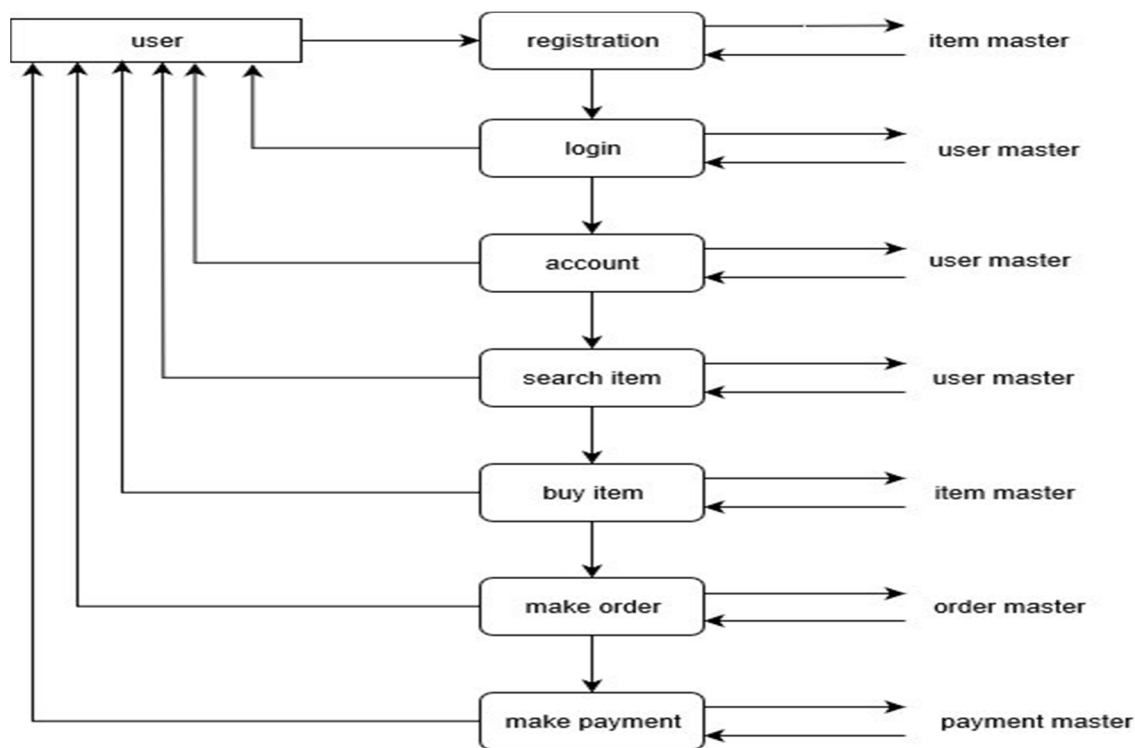 user
registration
item master
login
user master
account
user master
search item
user master
buy item
item master
make order
order master
make payment
payment master